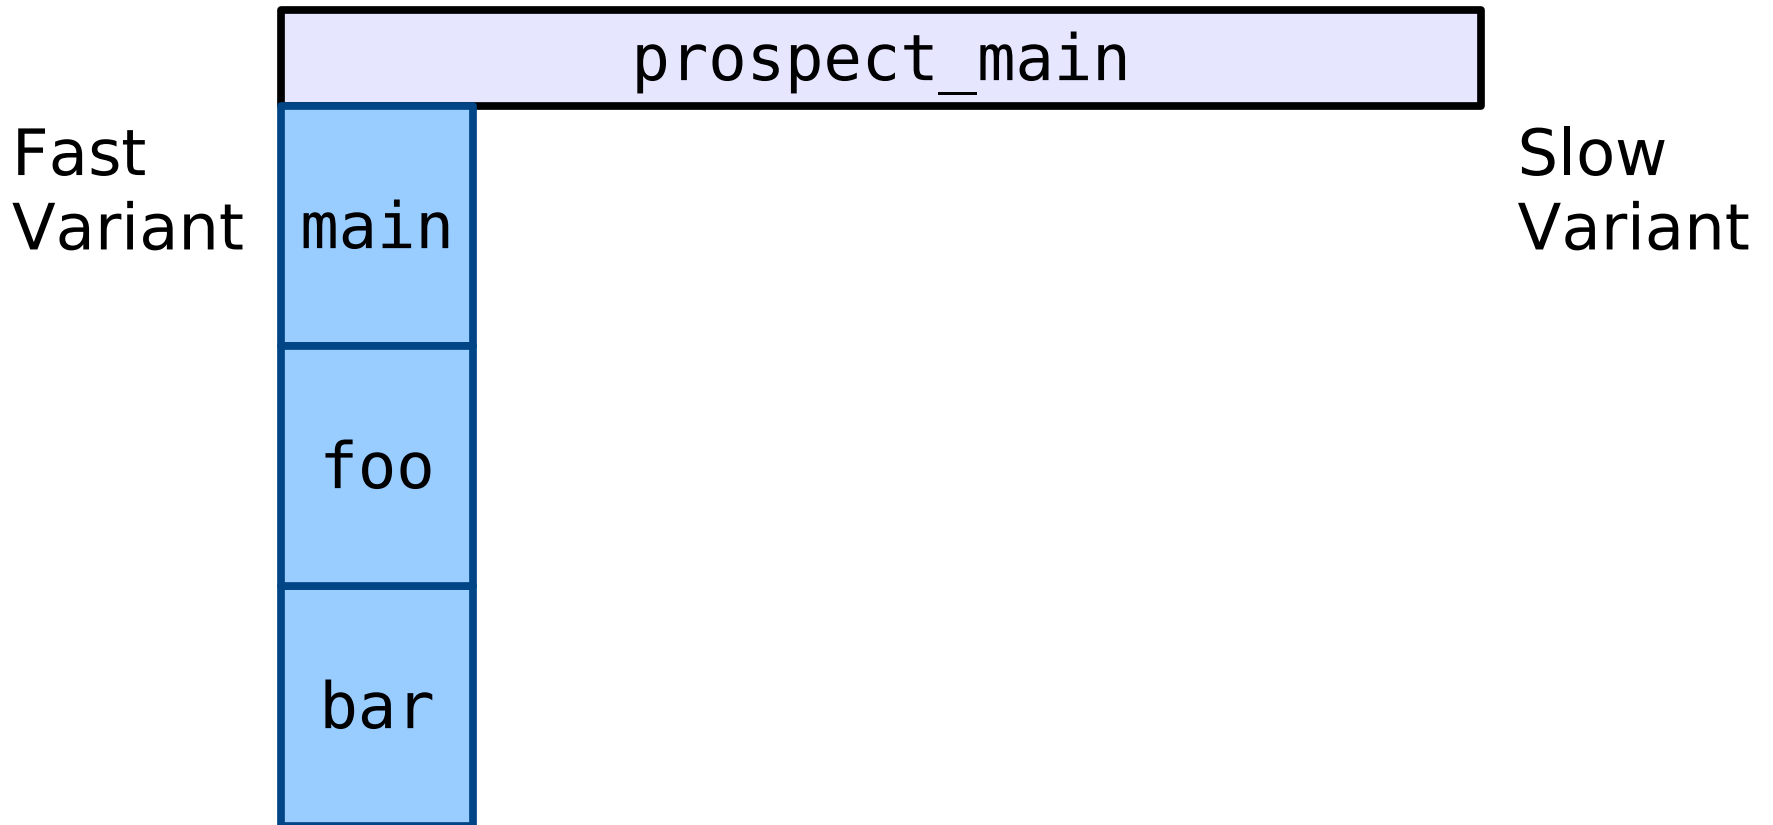 prospect_main
Fast
Variant
main
Slow
Variant
foo
bar